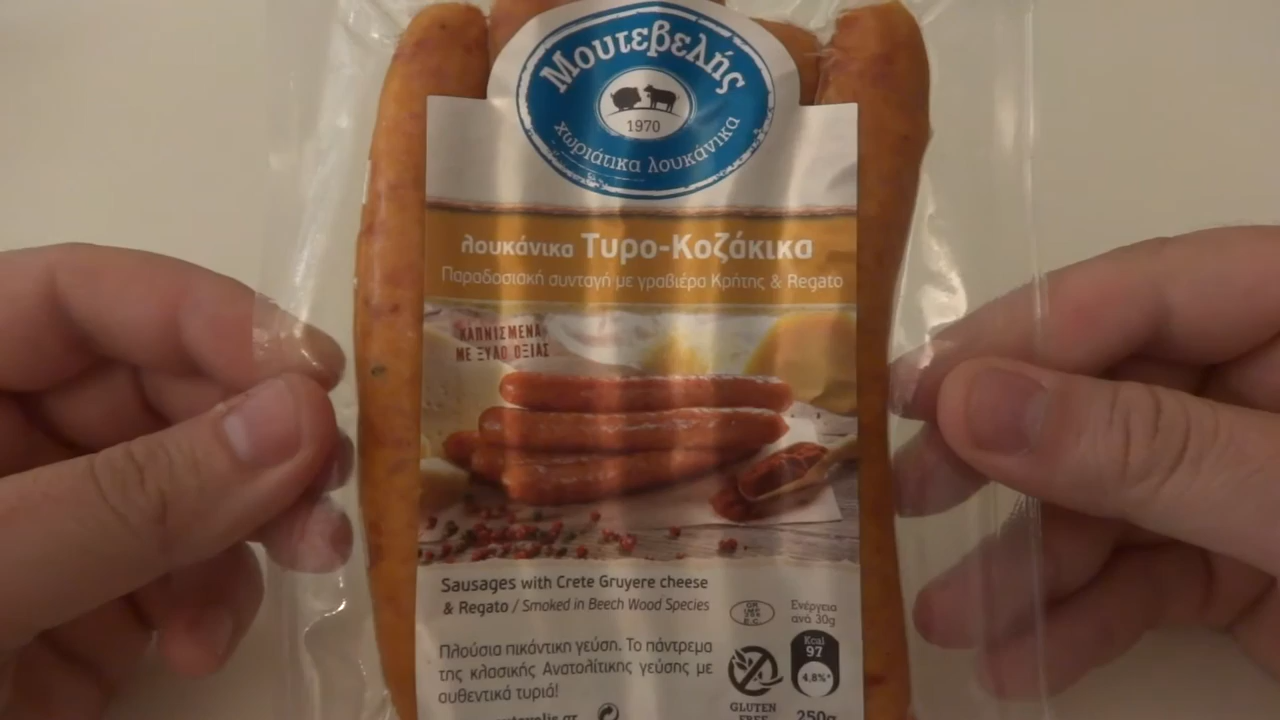 Μουτεβελής
1970
χωριάτικα λουκάνικα
λουκάνικα Τυρο-Κοζάκικα
Παραδοσιακή συνταγή με γραβιέρα Κρήτης & Regato
ΚΑΠΝΙΣΜΕΝΑ
ΜΕ ΞΥΛΟ ΟΞΙΑΣ
Sausages with Crete Gruyere cheese
& Regato / Smoked in Beech Wood Species
Ενέργεια
ανά 30g
Kcal
97
4,8%*
Πλούσια πικάντικη γεύση. Το πάντρεμα
της κλασικής Ανατολίτικης γεύσης με
αυθεντικά τυριά!
GLUTEN
FREE
250g